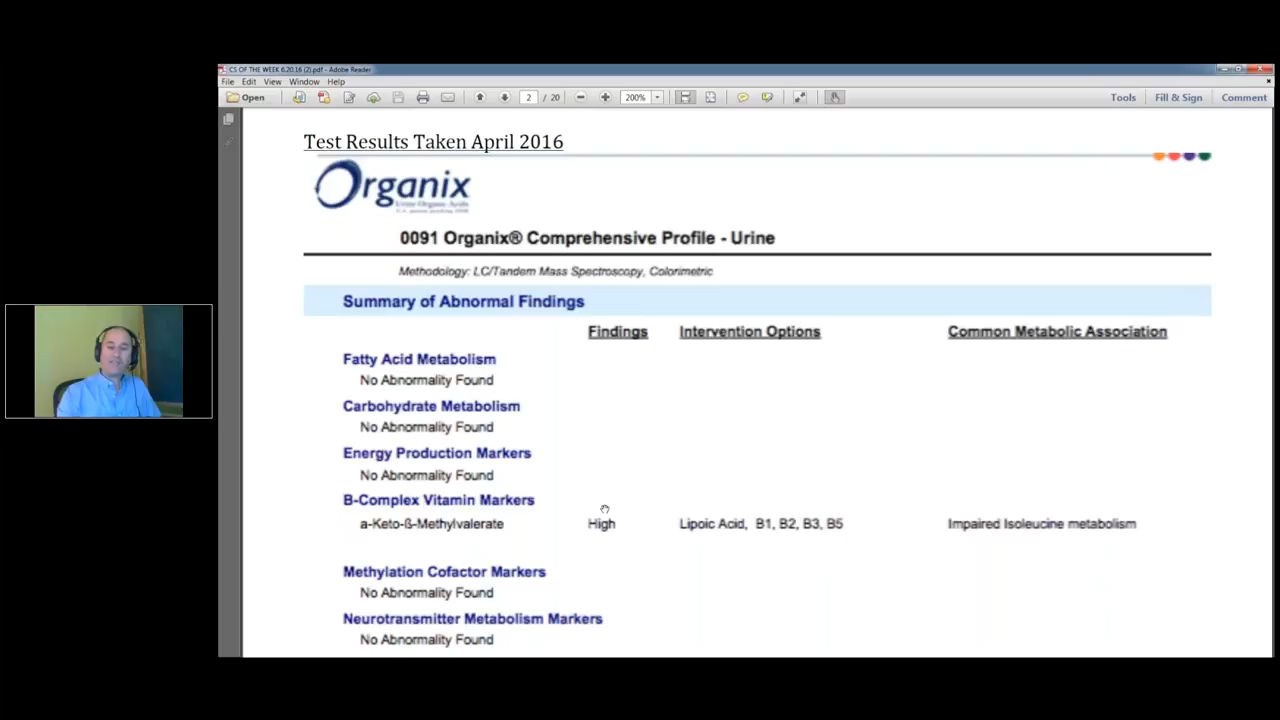 CS OF THE WEEK 6.20.16 (2).pdf - Adobe Reader
File Edit View Window Help
Open 2 / 20 200% Tools Fill & Sign Comment
Test Results Taken April 2016
Organix
Urine Organic Acids
0091 Organix® Comprehensive Profile - Urine
Methodology: LC/Tandem Mass Spectroscopy, Colorimetric
Summary of Abnormal Findings
Findings Intervention Options Common Metabolic Association
Fatty Acid Metabolism
No Abnormality Found
Carbohydrate Metabolism
No Abnormality Found
Energy Production Markers
No Abnormality Found
B-Complex Vitamin Markers
a-Keto-ß-Methylvalerate High Lipoic Acid, B1, B2, B3, B5 Impaired Isoleucine metabolism
Methylation Cofactor Markers
No Abnormality Found
Neurotransmitter Metabolism Markers
No Abnormality Found